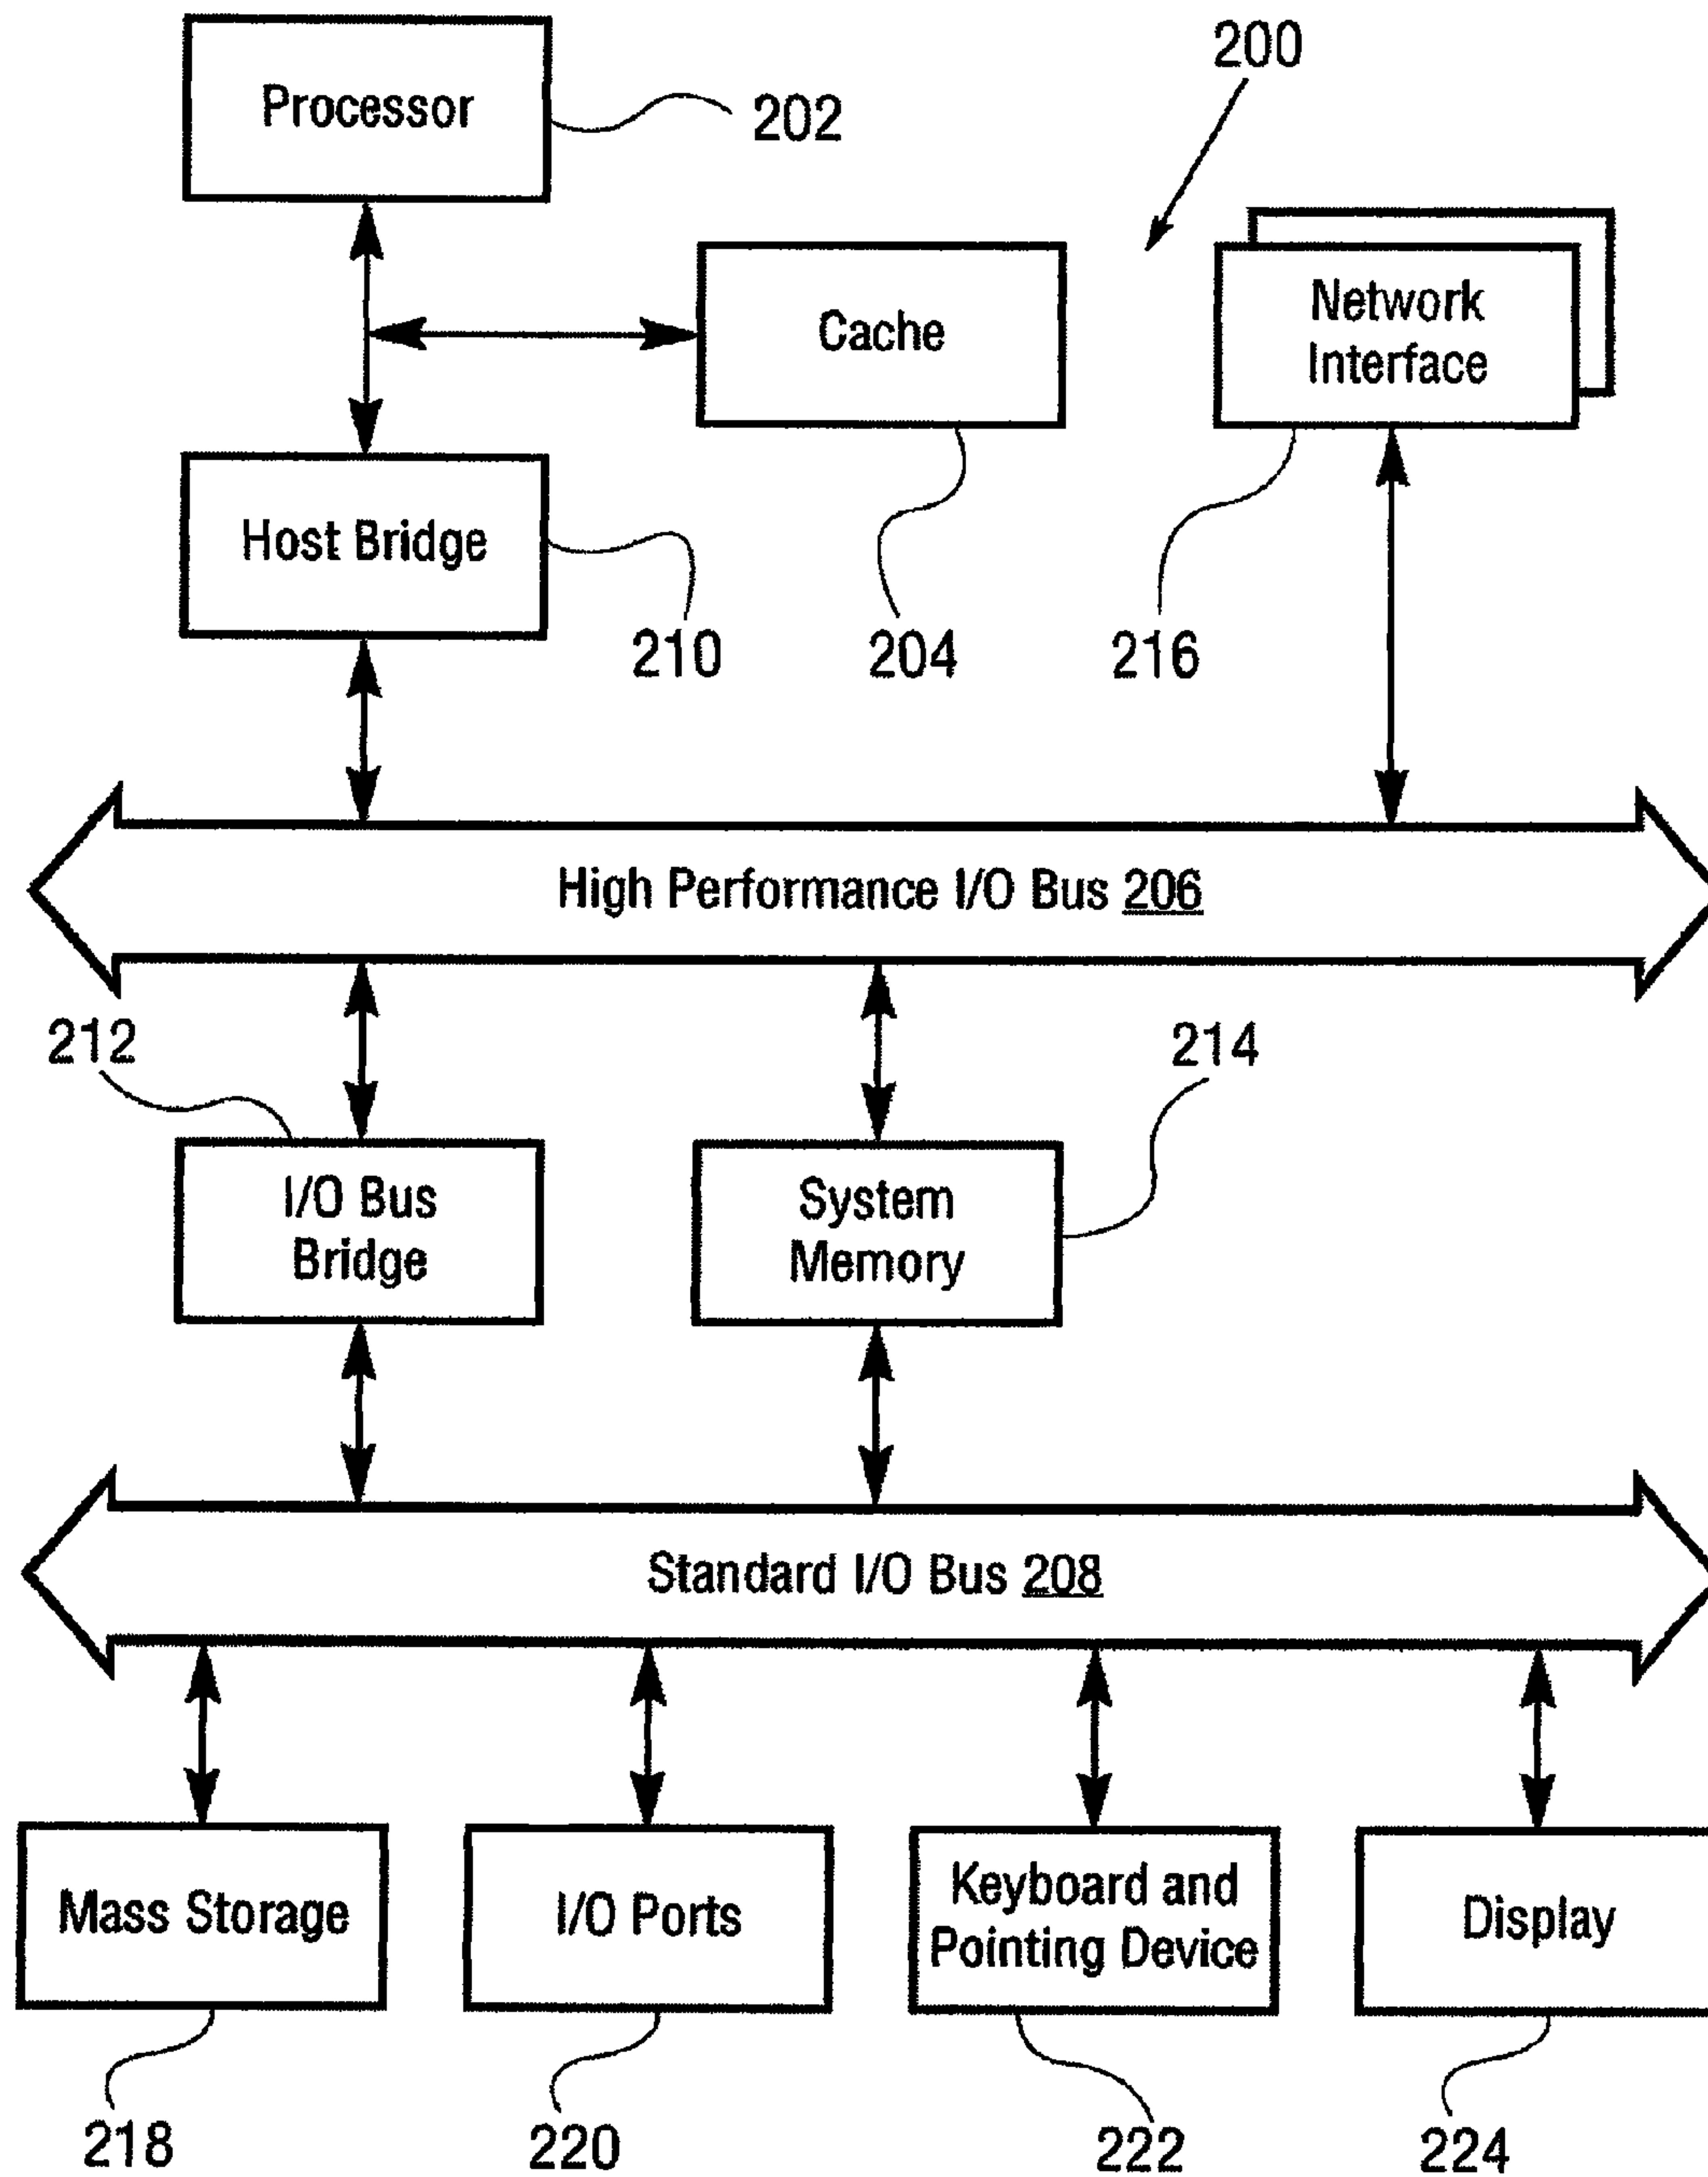 200
Processor
202
Network
Interface
Cache
Host Bridge
210
204
216
High Performance I/O Bus 206
212
214
I/O Bus
Bridge
System
Memory
Standard I/O Bus 208
Mass Storage
I/O Ports
Keyboard and
Pointing Device
Display
218
220
222
224